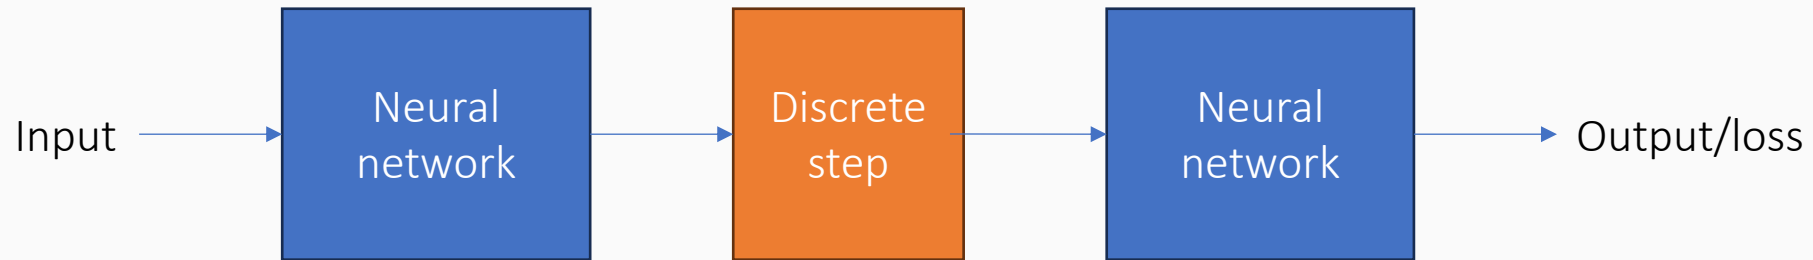 Input
Neural
network
Discrete
step
Neural
network
Output/loss